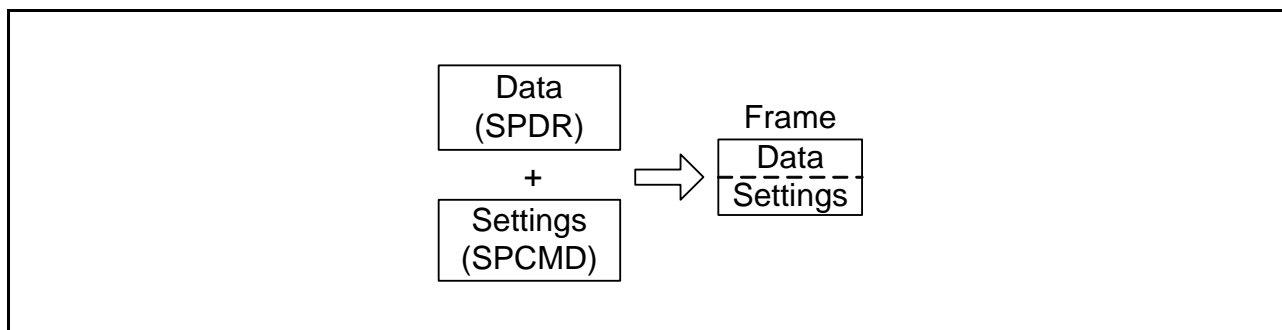 Data
(SPDR)
+
Settings
(SPCMD)
Frame
Data
Settings